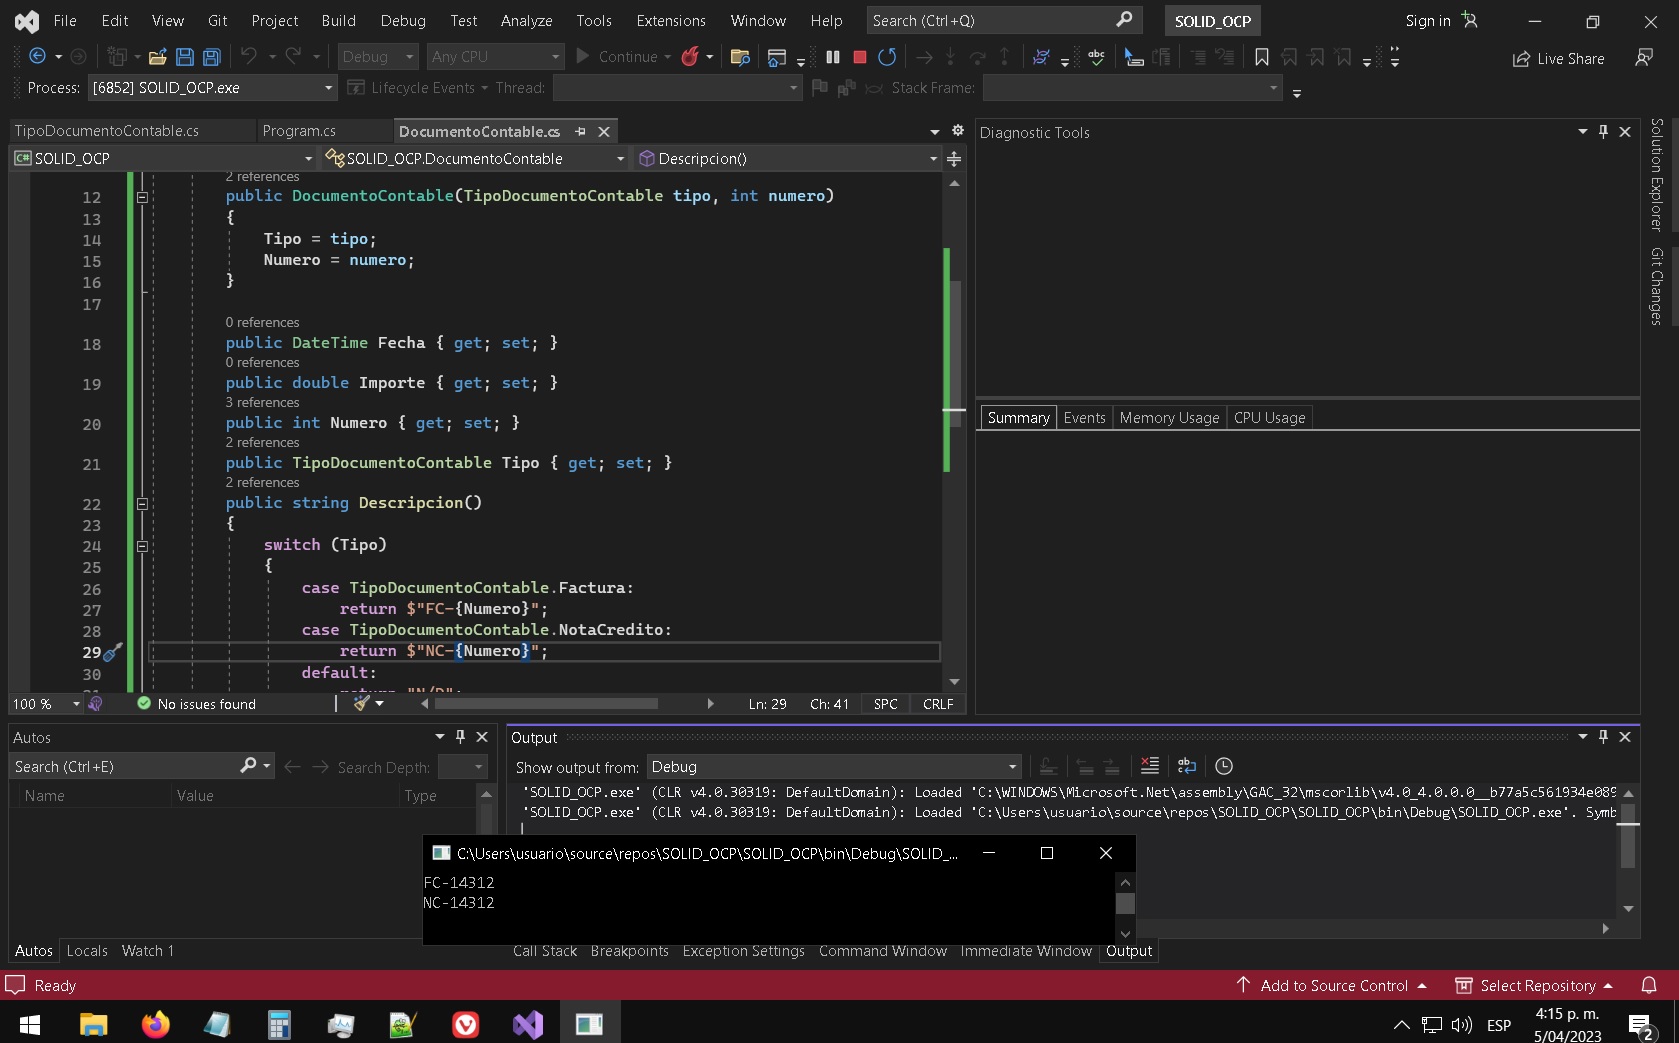 File Edit View Git Project Build Debug Test Analyze Tools Extensions Window Help Search (Ctrl+Q) SOLID_OCP Sign in
Debug Any CPU Continue abc Live Share
Process: [6852] SOLID_OCP.exe Lifecycle Events Thread: Stack Frame:
TipoDocumentoContable.cs Program.cs DocumentoContable.cs
C# SOLID_OCP SOLID_OCP.DocumentoContable Descripcion()
2 references
12 public DocumentoContable(TipoDocumentoContable tipo, int numero)
13 {
14 Tipo = tipo;
15 Numero = numero;
16 }
17
0 references
18 public DateTime Fecha { get; set; }
0 references
19 public double Importe { get; set; }
3 references
20 public int Numero { get; set; }
2 references
21 public TipoDocumentoContable Tipo { get; set; }
2 references
22 public string Descripcion()
23 {
24 switch (Tipo)
25 {
26 case TipoDocumentoContable.Factura:
27 return $"FC-{Numero}";
28 case TipoDocumentoContable.NotaCredito:
29 return $"NC-{Numero}";
30 default:
100 % No issues found Ln: 29 Ch: 41 SPC CRLF
Diagnostic Tools
Summary Events Memory Usage CPU Usage
Solution Explorer
Git Changes
Autos
Search (Ctrl+E) Search Depth:
Name Value Type
Autos Locals Watch 1
Output
Show output from: Debug
'SOLID_OCP.exe' (CLR v4.0.30319: DefaultDomain): Loaded 'C:\WINDOWS\Microsoft.Net\assembly\GAC_32\mscorlib\v4.0_4.0.0.0__b77a5c561934e089
'SOLID_OCP.exe' (CLR v4.0.30319: DefaultDomain): Loaded 'C:\Users\usuario\source\repos\SOLID_OCP\SOLID_OCP\bin\Debug\SOLID_OCP.exe'. Symb
C:\Users\usuario\source\repos\SOLID_OCP\SOLID_OCP\bin\Debug\SOLID_...
FC-14312
NC-14312
Call Stack Breakpoints Exception Settings Command Window Immediate Window Output
Ready Add to Source Control Select Repository
ESP 4:15 p. m.
5/04/2023
2